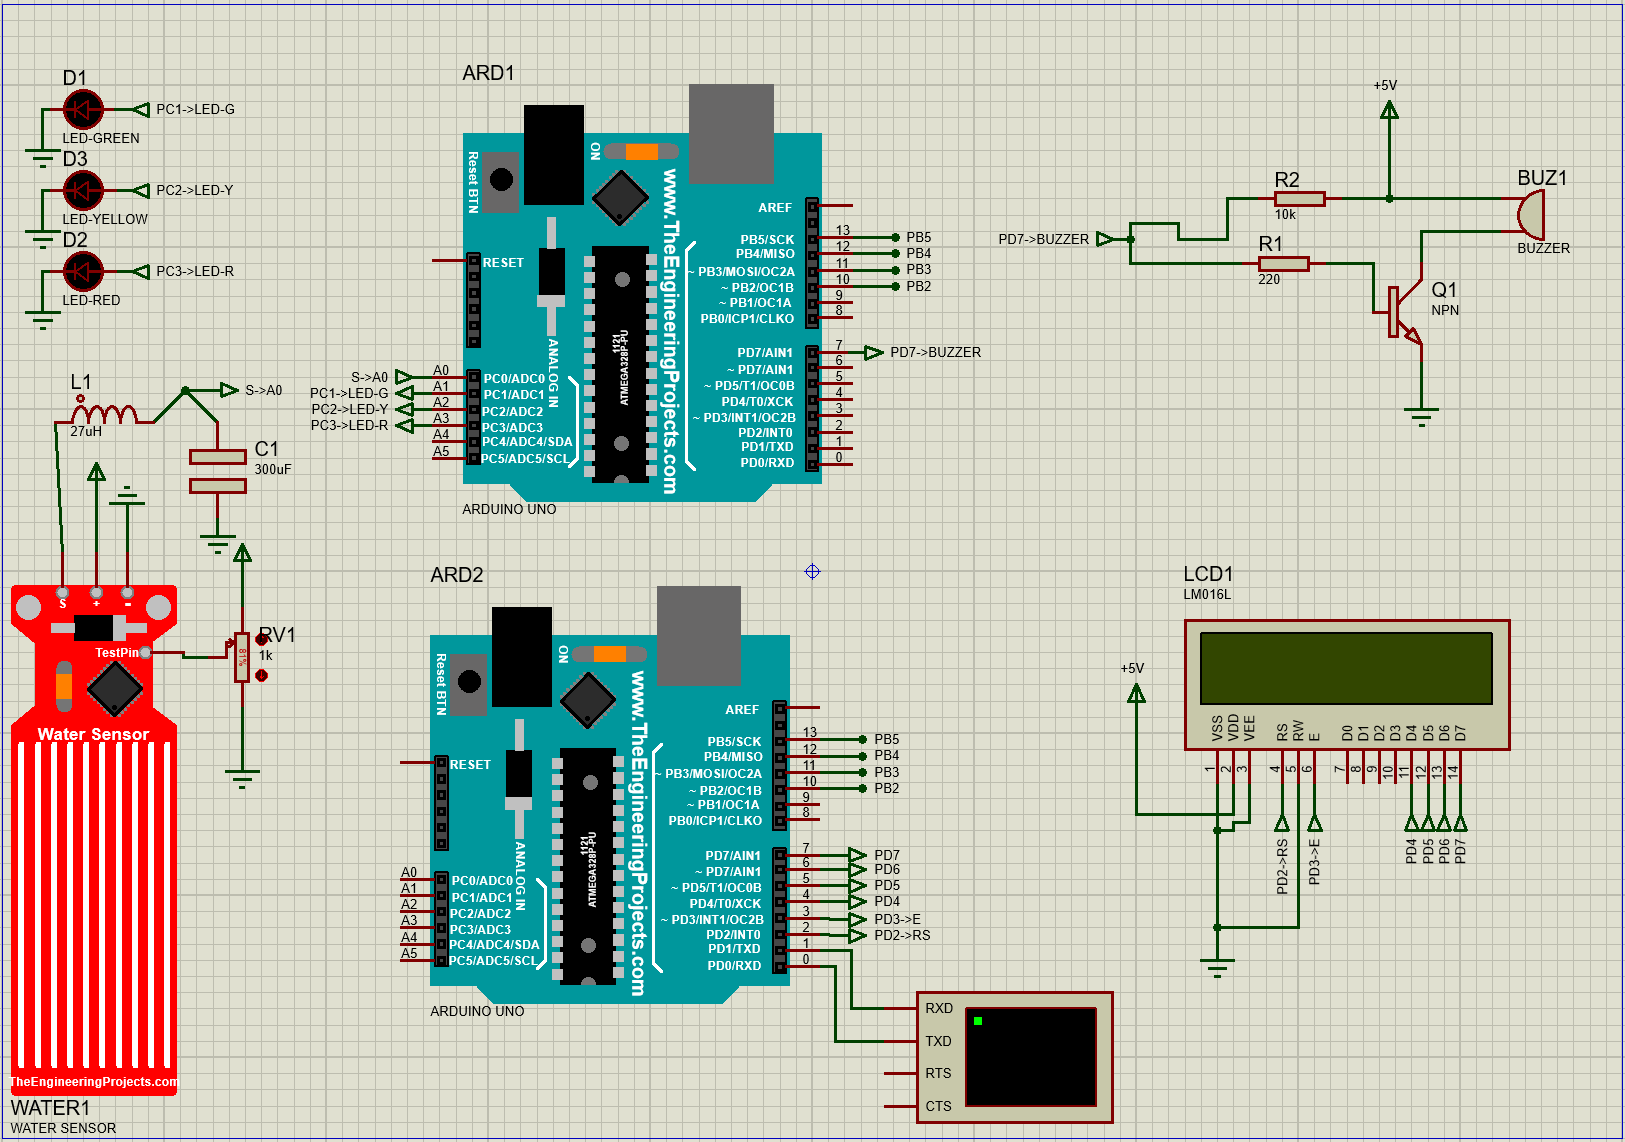 D1
PC1->LED-G
LED-GREEN
D3
PC2->LED-Y
LED-YELLOW
D2
PC3->LED-R
LED-RED
L1
27uH
S->A0
C1
300uF
S
+
-
TestPin
RV1
1k
81%
Water Sensor
TheEngineeringProjects.com
WATER1
WATER SENSOR
ARD1
Reset BTN
ON
www.TheEngineeringProjects.com
RESET
ANALOG IN
1121
ATMEGA328P-PU
AREF
PB5/SCK 13 PB5
PB4/MISO 12 PB4
~ PB3/MOSI/OC2A 11 PB3
~ PB2/OC1B 10 PB2
~ PB1/OC1A 9
PB0/ICP1/CLKO 8
PD7/AIN1 7 PD7->BUZZER
~ PD7/AIN1 6
~ PD5/T1/OC0B 5
PD4/T0/XCK 4
~ PD3/INT1/OC2B 3
PD2/INT0 2
PD1/TXD 1
PD0/RXD 0
S->A0 A0 PC0/ADC0
PC1->LED-G A1 PC1/ADC1
PC2->LED-Y A2 PC2/ADC2
PC3->LED-R A3 PC3/ADC3
A4 PC4/ADC4/SDA
A5 PC5/ADC5/SCL
ARDUINO UNO
+5V
R2
10k
PD7->BUZZER
R1
220
BUZ1
BUZZER
Q1
NPN
ARD2
Reset BTN
ON
www.TheEngineeringProjects.com
RESET
ANALOG IN
1121
ATMEGA328P-PU
AREF
PB5/SCK 13 PB5
PB4/MISO 12 PB4
~ PB3/MOSI/OC2A 11 PB3
~ PB2/OC1B 10 PB2
~ PB1/OC1A 9
PB0/ICP1/CLKO 8
PD7/AIN1 7 PD7
~ PD7/AIN1 6 PD6
~ PD5/T1/OC0B 5 PD5
PD4/T0/XCK 4 PD4
~ PD3/INT1/OC2B 3 PD3->E
PD2/INT0 2 PD2->RS
PD1/TXD 1
PD0/RXD 0
A0 PC0/ADC0
A1 PC1/ADC1
A2 PC2/ADC2
A3 PC3/ADC3
A4 PC4/ADC4/SDA
A5 PC5/ADC5/SCL
ARDUINO UNO
RXD
TXD
RTS
CTS
LCD1
LM016L
+5V
VSS VDD VEE RS RW E D0 D1 D2 D3 D4 D5 D6 D7
1 2 3 4 5 6 7 8 9 10 11 12 13 14
PD2->RS PD3->E PD4 PD5 PD6 PD7